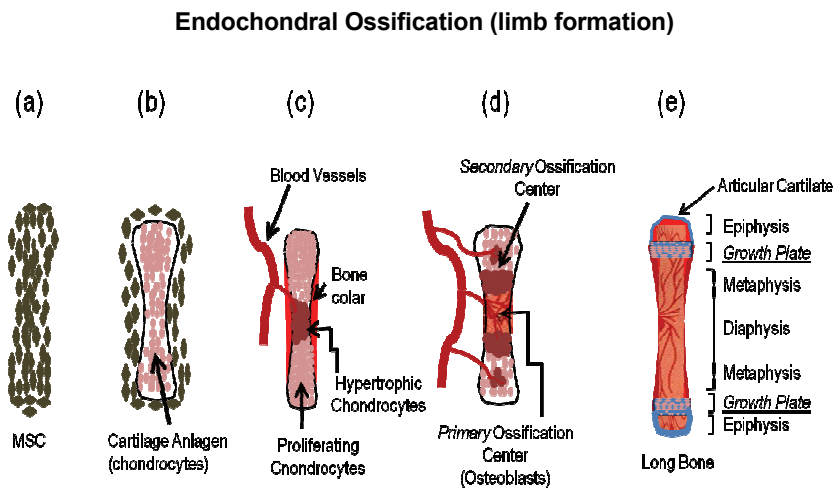 Endochondral Ossification (limb formation)
(a)
(b)
(c)
(d)
(e)
MSC
Cartilage Anlagen
(chondrocytes)
Blood Vessels
Bone
colar
Hypertrophic
Chondrocytes
Proliferating
Cnondrocytes
Secondary Ossification
Center
Primary Ossification
Center
(Osteoblasts)
Articular Cartilate
Epiphysis
Growth Plate
Metaphysis
Diaphysis
Metaphysis
Growth Plate
Epiphysis
Long Bone